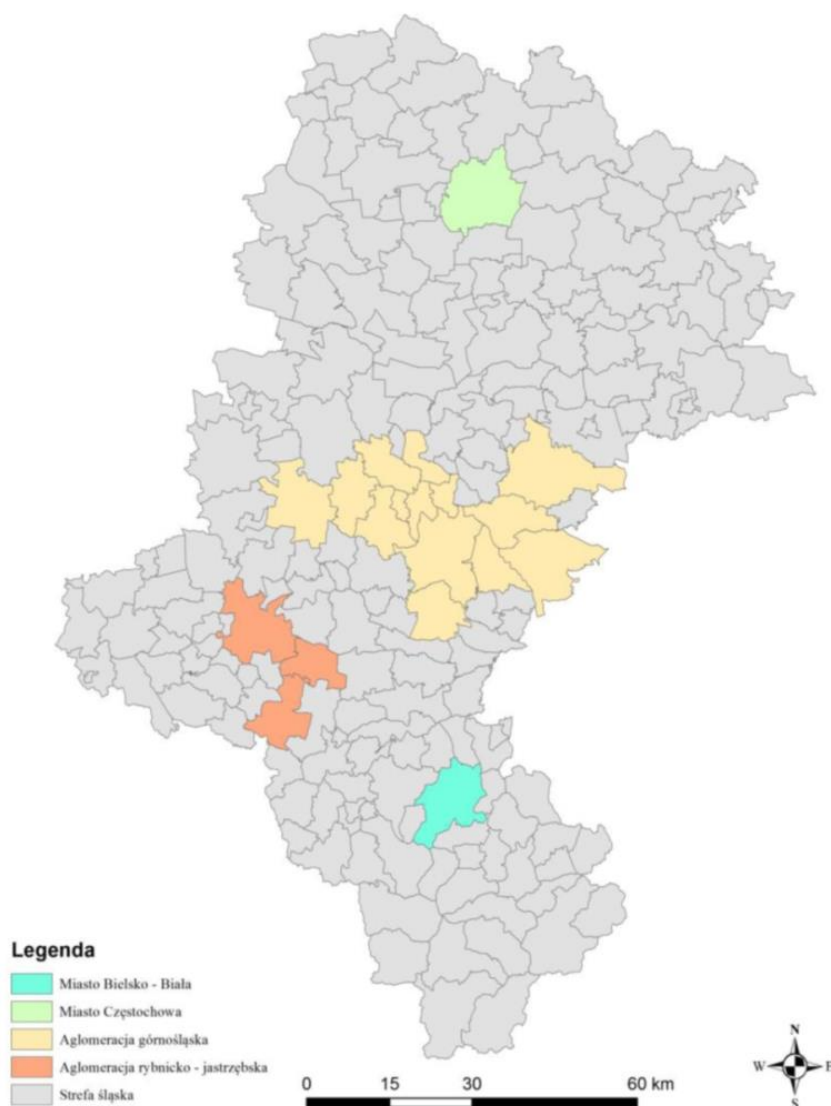 Legenda
Miasto Bielsko - Biała
Miasto Częstochowa
Aglomeracja górnośląska
Aglomeracja rybnicko - jastrzębska
Strefa śląska
0 15 30 60 km
N
W E
S